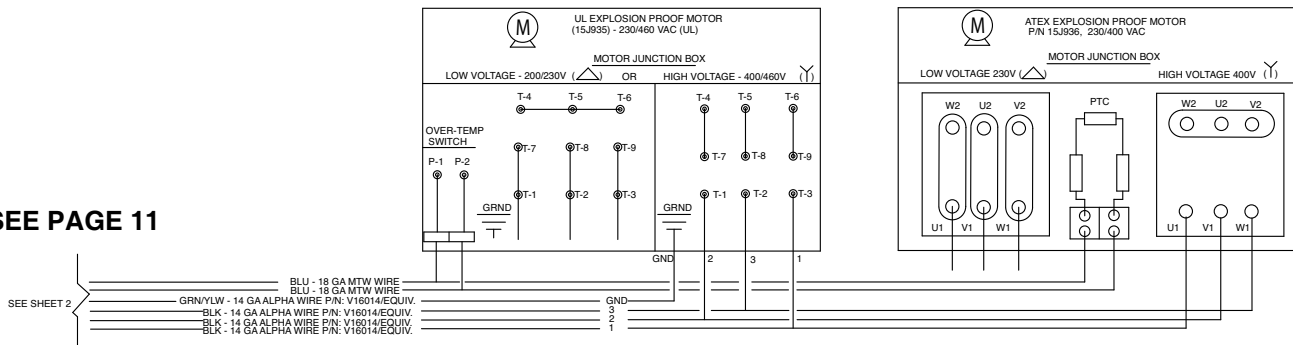 M
UL EXPLOSION PROOF MOTOR
(15J935) - 230/460 VAC (UL)
MOTOR JUNCTION BOX
LOW VOLTAGE - 200/230V ( ) OR HIGH VOLTAGE - 400/460V ( )
T-4 T-5 T-6
T-4 T-5 T-6
OVER-TEMP
SWITCH
P-1 P-2
T-7 T-8 T-9
T-7 T-8 T-9
T-1 T-2 T-3
T-1 T-2 T-3
GRND
GRND
GND 2 3 1
M
ATEX EXPLOSION PROOF MOTOR
P/N 15J936, 230/400 VAC
MOTOR JUNCTION BOX
LOW VOLTAGE 230V ( ) HIGH VOLTAGE 400V ( )
W2 U2 V2
PTC
W2 U2 V2
U1 V1 W1
U1 V1 W1
SEE PAGE 11
SEE SHEET 2
BLU - 18 GA MTW WIRE
BLU - 18 GA MTW WIRE
GRN/YLW - 14 GA ALPHA WIRE P/N: V16014/EQUIV. GND
BLK - 14 GA ALPHA WIRE P/N: V16014/EQUIV. 3
BLK - 14 GA ALPHA WIRE P/N: V16014/EQUIV. 2
BLK - 14 GA ALPHA WIRE P/N: V16014/EQUIV. 1